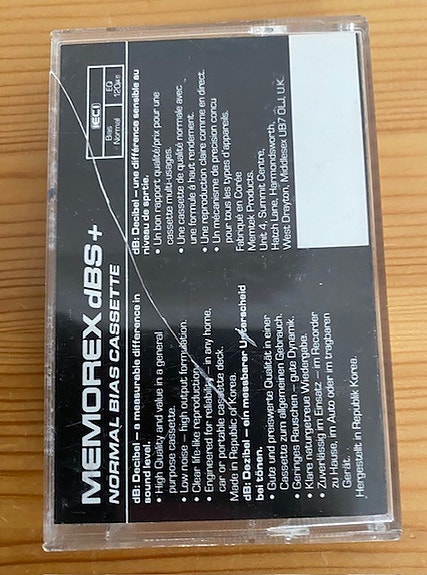 MEMOREX dBS+
NORMAL BIAS CASSETTE
IECI
Bias
Normal
EQ
120µs
dB: Decibel – a measurable difference in
sound level.
• High Quality and value in a general
purpose cassette.
• Low noise – high output formulation.
• Clear life-like reproduction.
• Engineered for reliability in any home,
car or portable cassette deck.
Made in Republic of Korea.
dB: Dezibel – ein messbarer Unterscheid
bei tönen.
• Gute und preiswerte Qualität in einer
Cassette zum allgemeinen Gebrauch.
• Geringes Rauschen – gute Dynamik.
• Klare naturgetreue Wiedergabe.
• Zuverlässig im Einsatz – im Recorder
zu Hause, im Auto oder im tragbaren
Gerät.
Hergestellt in Republik Korea.
dB: Decibel – une différence sensible au
niveau de sprtie.
• Un bon rapport qualité/prix pour une
cassette multi-usages.
• Une cassette de qualité normale avec
une formule à haut rendement.
• Une reproduction claire comme en direct.
• Un mécanisme de precision concu
pour tous les types d'appareils.
Fabriqué en Corée
Memtek Products.
Unit 4, Summit Centre,
Hatch Lane, Harmondsworth,
West Drayton, Middlesex UB7 0LJ, U.K.